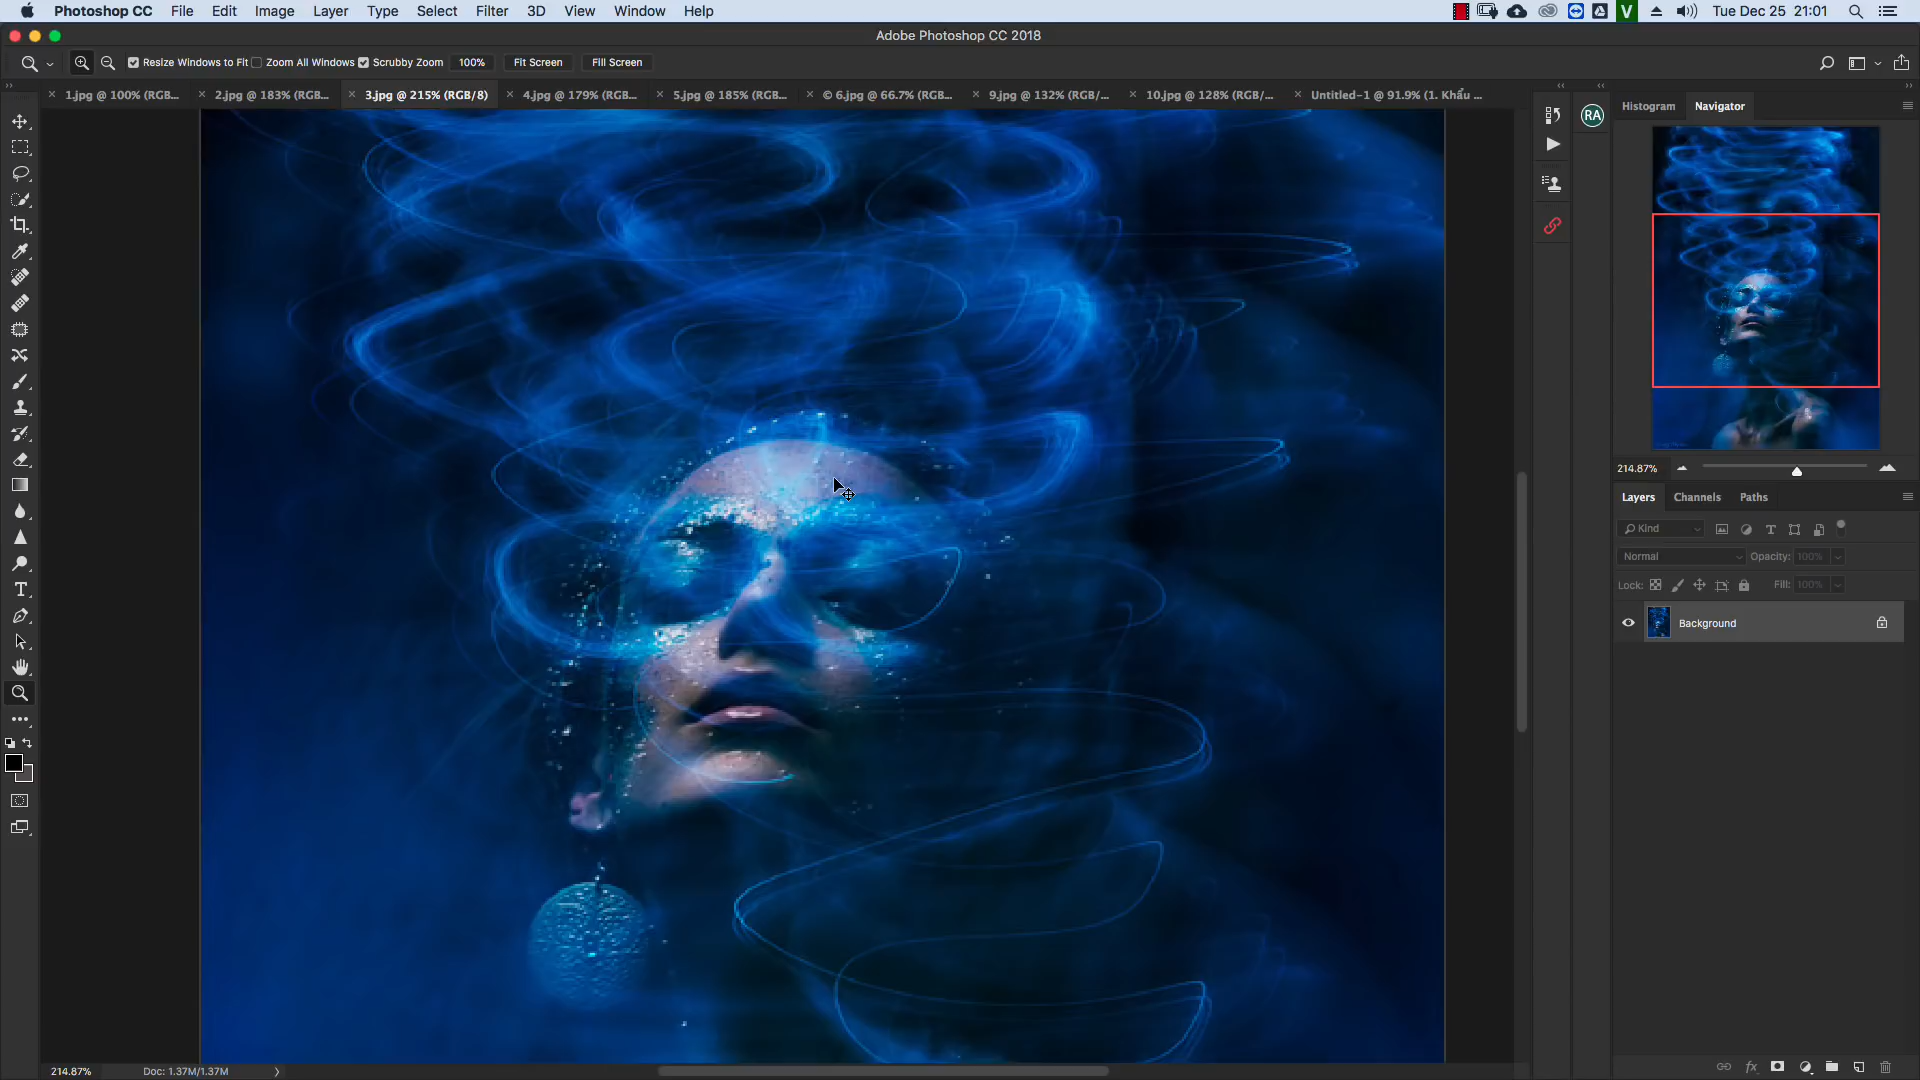 Photoshop CC File Edit Image Layer Type Select Filter 3D View Window Help V Tue Dec 25 21:01
Adobe Photoshop CC 2018
Resize Windows to Fit Zoom All Windows Scrubby Zoom 100% Fit Screen Fill Screen
1.jpg @ 100% (RGB... 2.jpg @ 183% (RGB... 3.jpg @ 215% (RGB/8) 4.jpg @ 179% (RGB... 5.jpg @ 185% (RGB... © 6.jpg @ 66.7% (RGB... 9.jpg @ 132% (RGB/... 10.jpg @ 128% (RGB/... Untitled-1 @ 91.9% (1. Khẩu ...
Histogram Navigator
RA
214.87%
Layers Channels Paths
Kind
Normal Opacity: 100%
Lock: Fill: 100%
Background
214.87% Doc: 1.37M/1.37M
fx